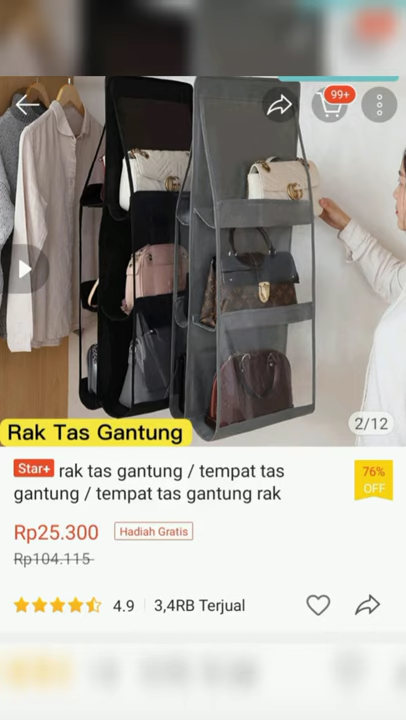 99+
Rak Tas Gantung
2/12
Star+ rak tas gantung / tempat tas
gantung / tempat tas gantung rak
76%
OFF
Rp25.300
Hadiah Gratis
Rp104.115
4.9
3,4RB Terjual